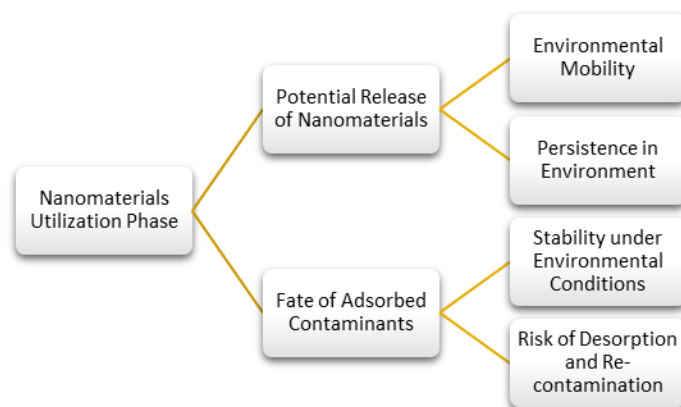 Nanomaterials
Utilization Phase
Potential Release
of Nanomaterials
Environmental
Mobility
Persistence in
Environment
Fate of Adsorbed
Contaminants
Stability under
Environmental
Conditions
Risk of Desorption
and Re-
contamination